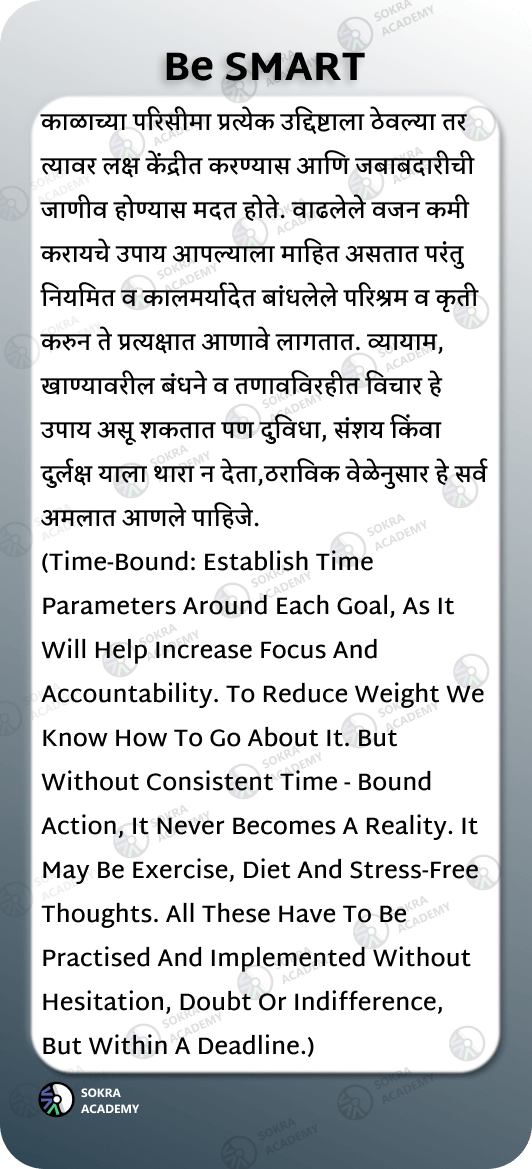 Be SMART
काळाच्या परिसीमा प्रत्येक उद्दिष्टाला ठेवल्या तर
त्यावर लक्ष केंद्रीत करण्यास आणि जबाबदारीची
जाणीव होण्यास मदत होते. वाढलेले वजन कमी
करायचे उपाय आपल्याला माहित असतात परंतु
नियमित व कालमर्यादेत बांधलेले परिश्रम व कृती
करुन ते प्रत्यक्षात आणावे लागतात. व्यायाम,
खाण्यावरील बंधने व तणावविरहीत विचार हे
उपाय असू शकतात पण दुविधा, संशय किंवा
दुर्लक्ष याला थारा न देता,ठराविक वेळेनुसार हे सर्व
अमलात आणले पाहिजे.
(Time-Bound: Establish Time
Parameters Around Each Goal, As It
Will Help Increase Focus And
Accountability. To Reduce Weight We
Know How To Go About It. But
Without Consistent Time - Bound
Action, It Never Becomes A Reality. It
May Be Exercise, Diet And Stress-Free
Thoughts. All These Have To Be
Practised And Implemented Without
Hesitation, Doubt Or Indifference,
But Within A Deadline.)
SOKRA
ACADEMY